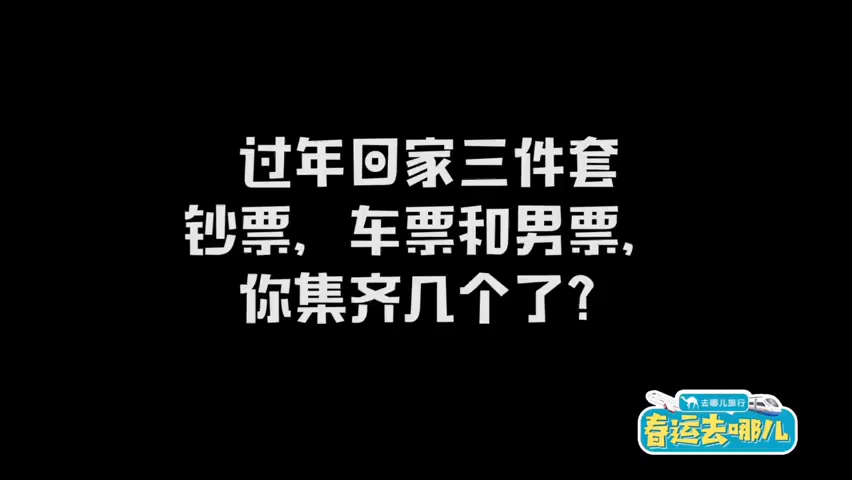 过年回家三件套
钞票，车票和男票，
你集齐几个了？
去哪儿旅行
春运去哪儿